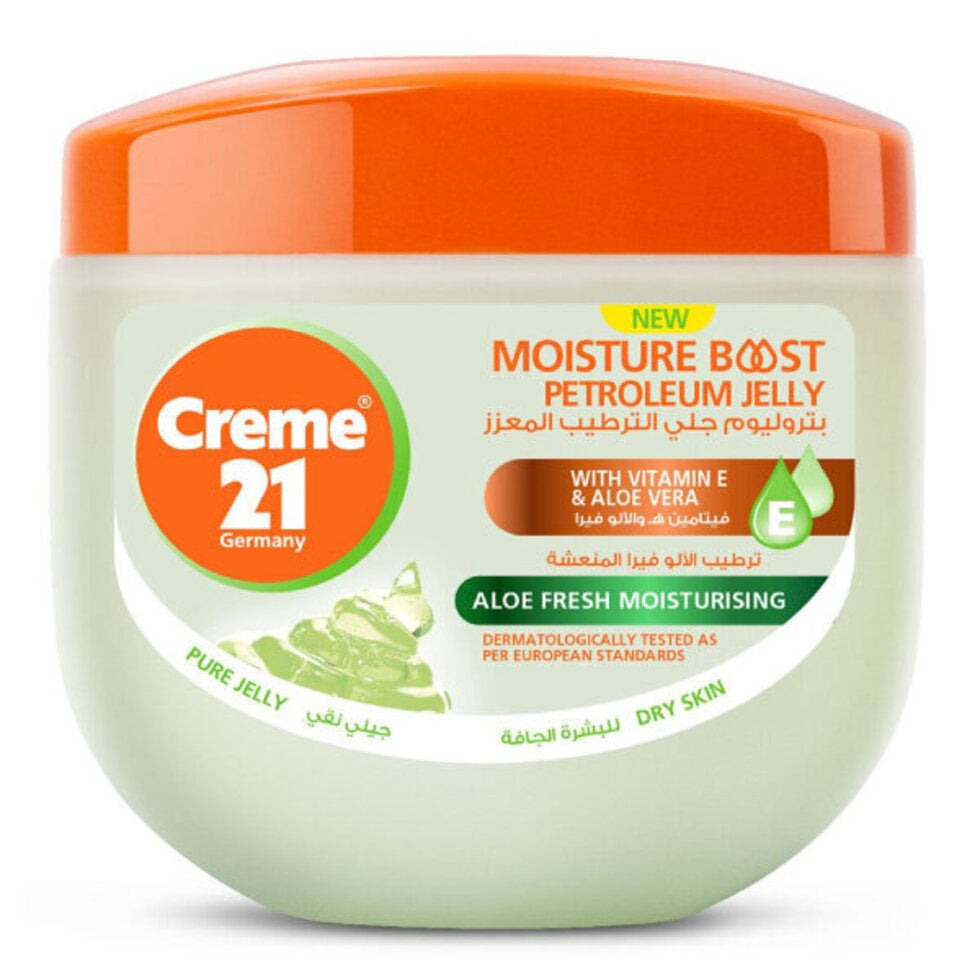 NEW
MOISTURE BOOST
PETROLEUM JELLY
بتروليوم جلي الترطيب المعزز
Creme®
21
Germany
WITH VITAMIN E
& ALOE VERA
فيتامين هـ والألو فيرا
E
ترطيب الألو فيرا المنعشة
ALOE FRESH MOISTURISING
DERMATOLOGICALLY TESTED AS
PER EUROPEAN STANDARDS
PURE JELLY جيلي نقي
للبشرة الجافة DRY SKIN